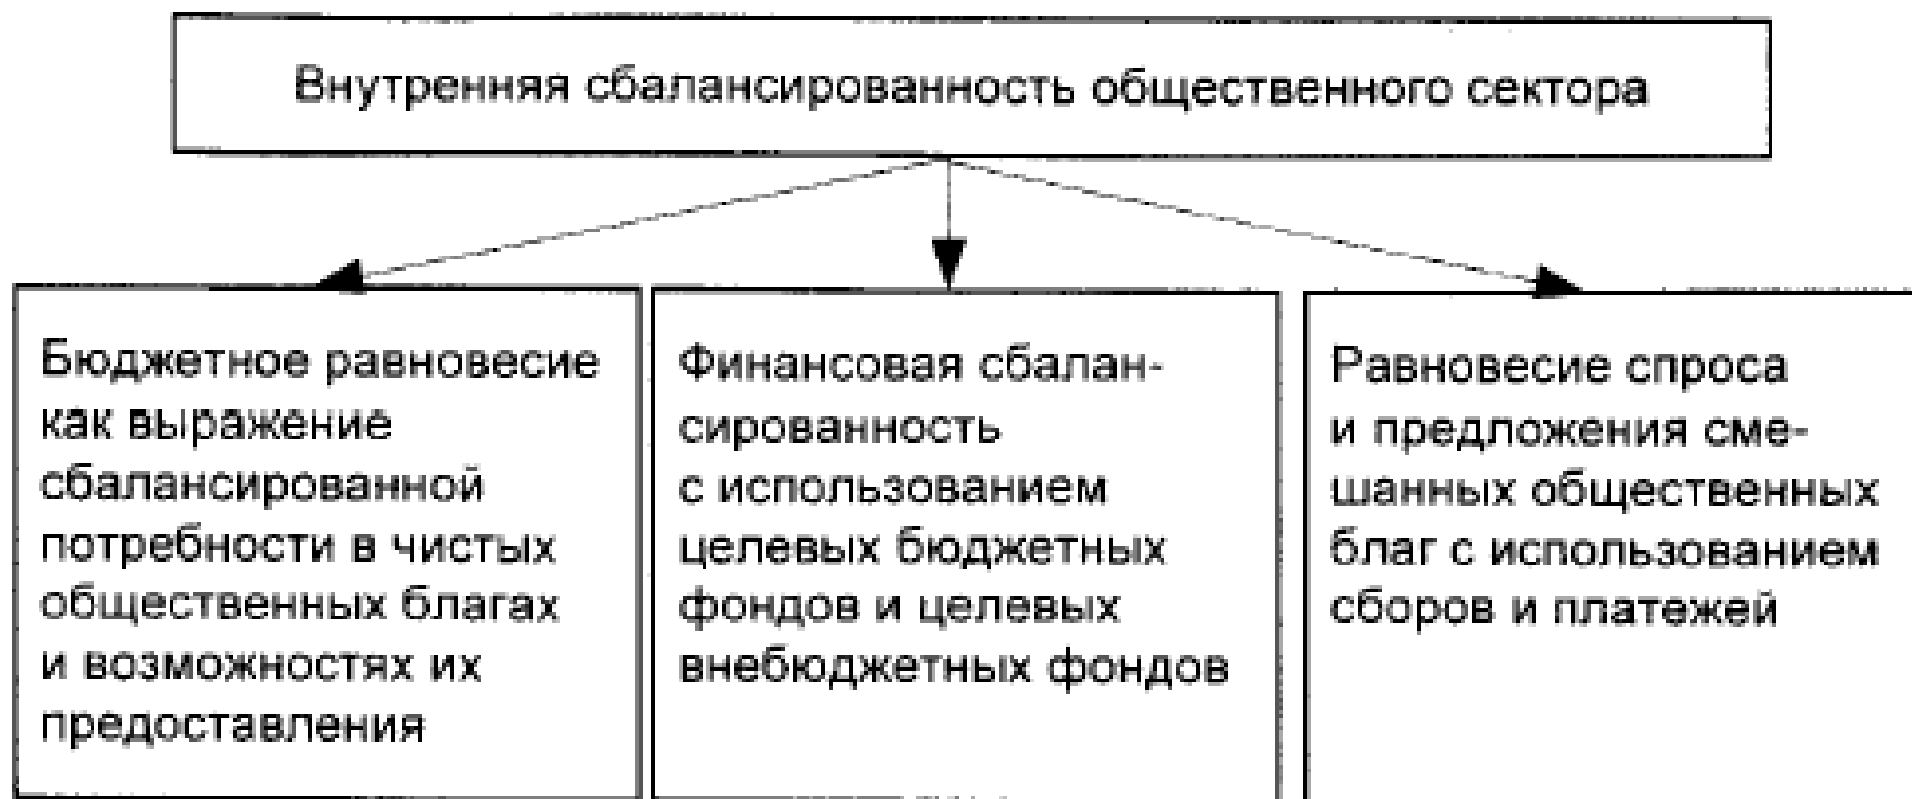 Внутренняя сбалансированность общественного сектора
Бюджетное равновесие
как выражение
сбалансированной
потребности в чистых
общественных благах
и возможностях их
предоставления
Финансовая сбалан-
сированность
с использованием
целевых бюджетных
фондов и целевых
внебюджетных фондов
Равновесие спроса
и предложения сме-
шанных общественных
благ с использованием
сборов и платежей